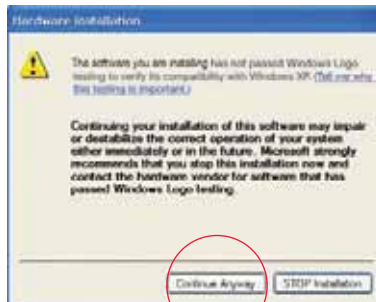 Hardware Installation
The software you are installing has not passed Windows Logo
testing to verify its compatibility with Windows XP. (Tell me why
this testing is important.)
Continuing your installation of this software may impair
or destabilize the correct operation of your system
either immediately or in the future. Microsoft strongly
recommends that you stop this installation now and
contact the hardware vendor for software that has
passed Windows Logo testing.
Continue Anyway
STOP Installation